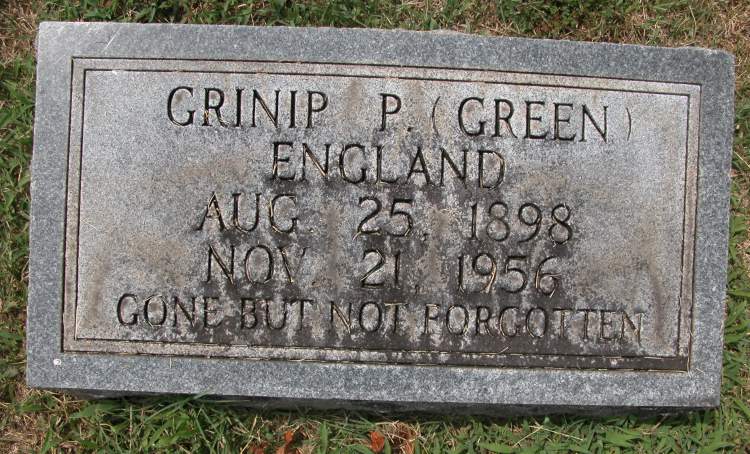 GRINIP P. (GREEN)
ENGLAND
AUG. 25, 1898
NOV. 21, 1956
GONE BUT NOT FORGOTTEN